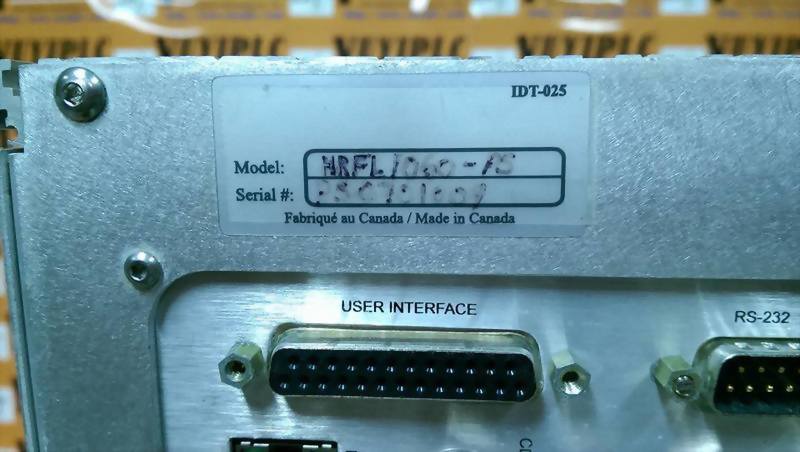 IDT-025
Model: HRFL1060-PS
Serial #:
Fabriqué au Canada / Made in Canada
USER INTERFACE
RS-232